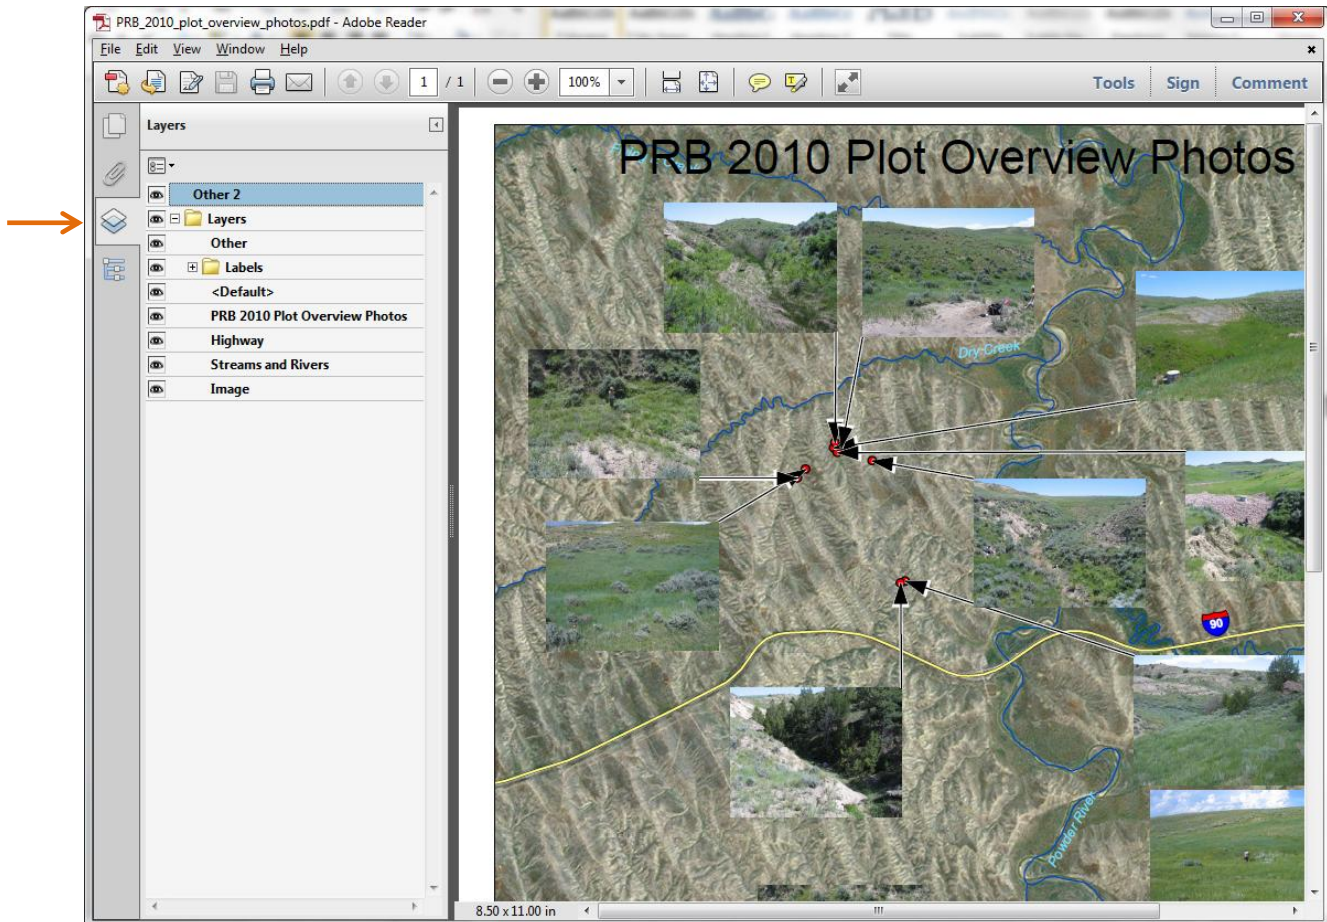 PRB_2010_plot_overview_photos.pdf - Adobe Reader
File Edit View Window Help
1 / 1 100% Tools Sign Comment
Layers
Other 2
Layers
Other
Labels
<Default>
PRB 2010 Plot Overview Photos
Highway
Streams and Rivers
Image
PRB 2010 Plot Overview Photos
Dry Creek
90
Powder River
8.50 x 11.00 in